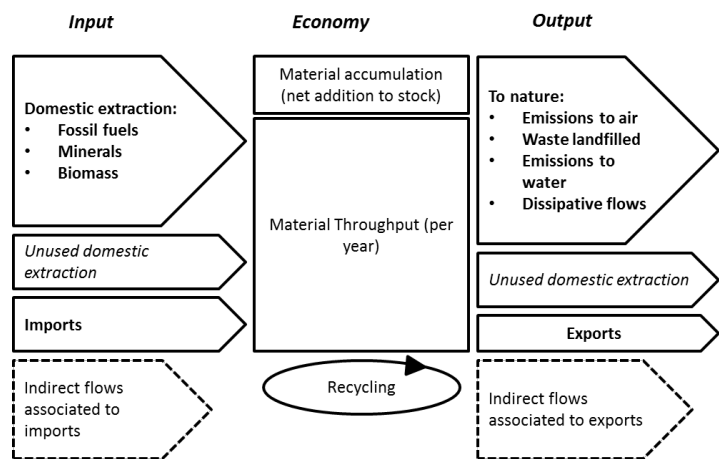 Input
Economy
Output
Domestic extraction:
• Fossil fuels
• Minerals
• Biomass
Unused domestic
extraction
Imports
Indirect flows
associated to
imports
Material accumulation
(net addition to stock)
Material Throughput (per
year)
Recycling
To nature:
• Emissions to air
• Waste landfilled
• Emissions to
water
• Dissipative flows
Unused domestic extraction
Exports
Indirect flows
associated to exports